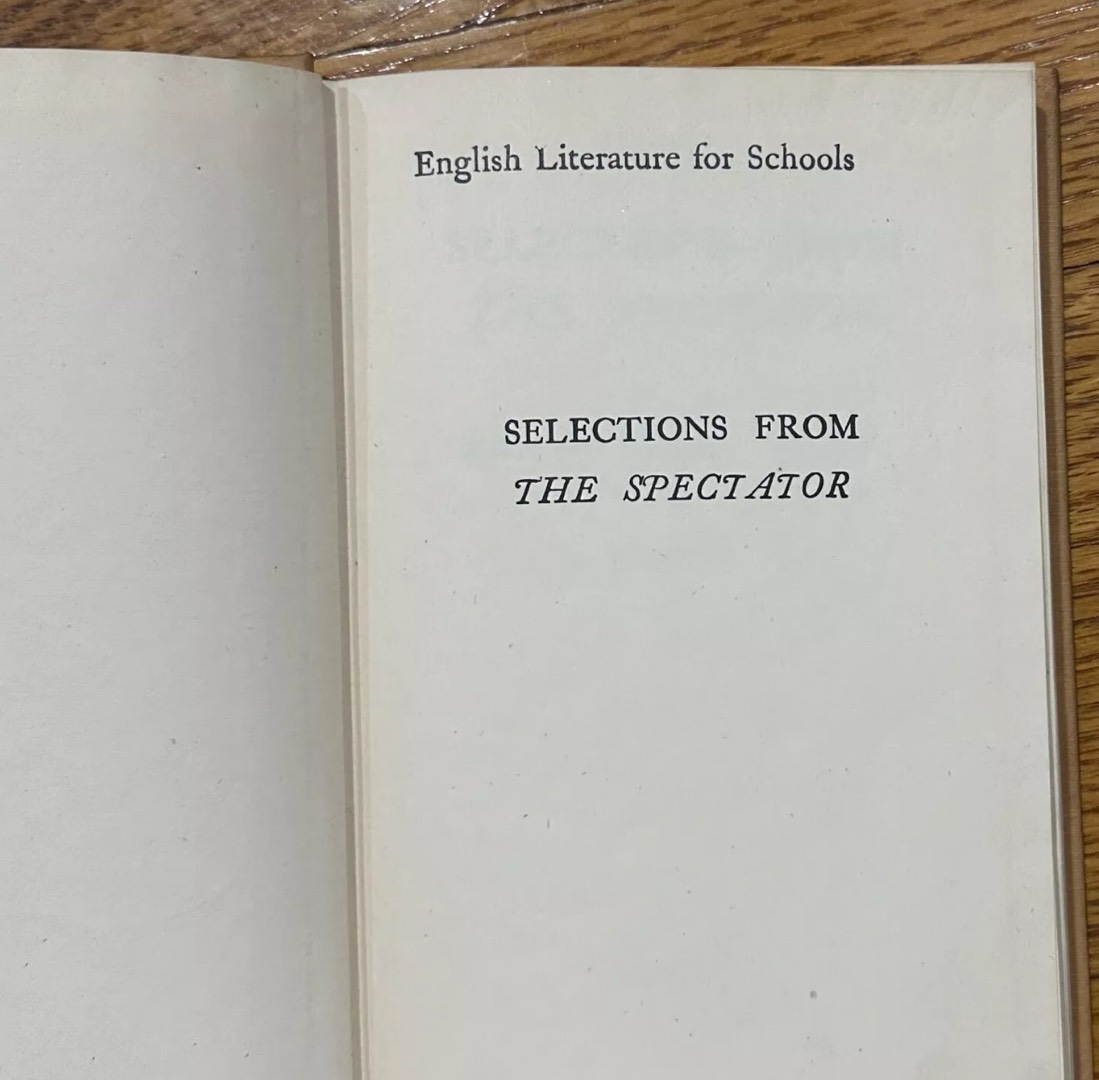 English Literature for Schools
SELECTIONS FROM
THE SPECTATOR